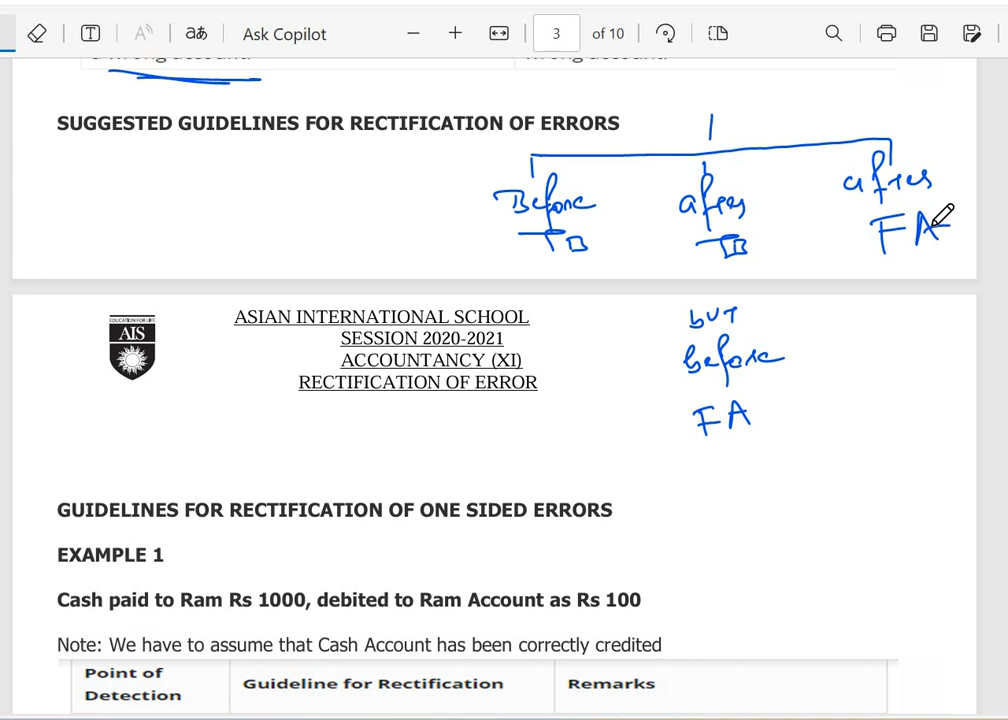 Ask Copilot
3
of 10
SUGGESTED GUIDELINES FOR RECTIFICATION OF ERRORS
Before
TB
after
TB
after
FA
EDUCATION FOR LIFE
AIS
ASIAN INTERNATIONAL SCHOOL
SESSION 2020-2021
ACCOUNTANCY (XI)
RECTIFICATION OF ERROR
but
before
FA
GUIDELINES FOR RECTIFICATION OF ONE SIDED ERRORS
EXAMPLE 1
Cash paid to Ram Rs 1000, debited to Ram Account as Rs 100
Note: We have to assume that Cash Account has been correctly credited
Point of
Detection
Guideline for Rectification
Remarks